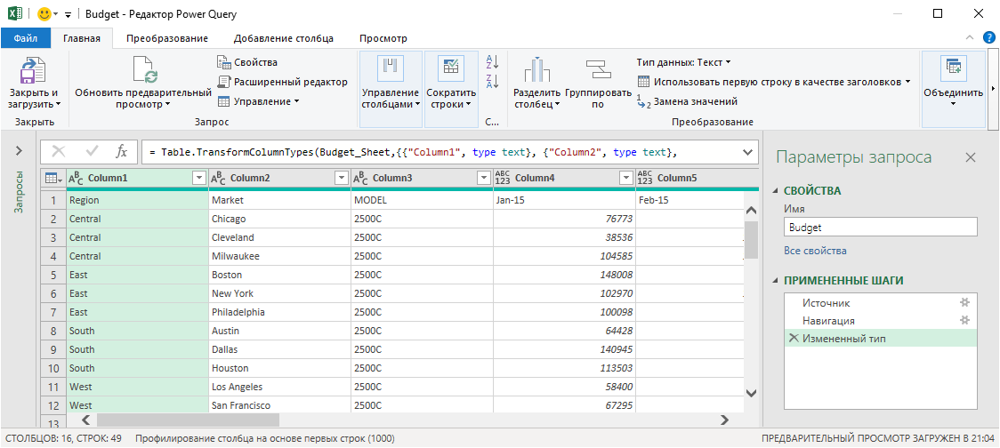 Budget - Редактор Power Query
Файл Главная Преобразование Добавление столбца Просмотр
Закрыть и загрузить
Закрыть
Обновить предварительный просмотр
Свойства
Расширенный редактор
Управление
Запрос
Управление столбцами
Сократить строки
С...
Разделить столбец
Группировать по
Тип данных: Текст
Использовать первую строку в качестве заголовков
Замена значений
Преобразование
Объединить
Запросы
fx = Table.TransformColumnTypes(Budget_Sheet,{{"Column1", type text}, {"Column2", type text},
ABC Column1 ABC Column2 ABC Column3 ABC 123 Column4 ABC 123 Column5
1 Region Market MODEL Jan-15 Feb-15
2 Central Chicago 2500C 76773
3 Central Cleveland 2500C 38536
4 Central Milwaukee 2500C 104585
5 East Boston 2500C 148008
6 East New York 2500C 102970
7 East Philadelphia 2500C 100098
8 South Austin 2500C 64428
9 South Dallas 2500C 140945
10 South Houston 2500C 113503
11 West Los Angeles 2500C 58400
12 West San Francisco 2500C 67295
13
Параметры запроса
СВОЙСТВА
Имя
Budget
Все свойства
ПРИМЕНЕННЫЕ ШАГИ
Источник
Навигация
Измененный тип
СТОЛБЦОВ: 16, СТРОК: 49 Профилирование столбца на основе первых строк (1000) ПРЕДВАРИТЕЛЬНЫЙ ПРОСМОТР ЗАГРУЖЕН В 21:04